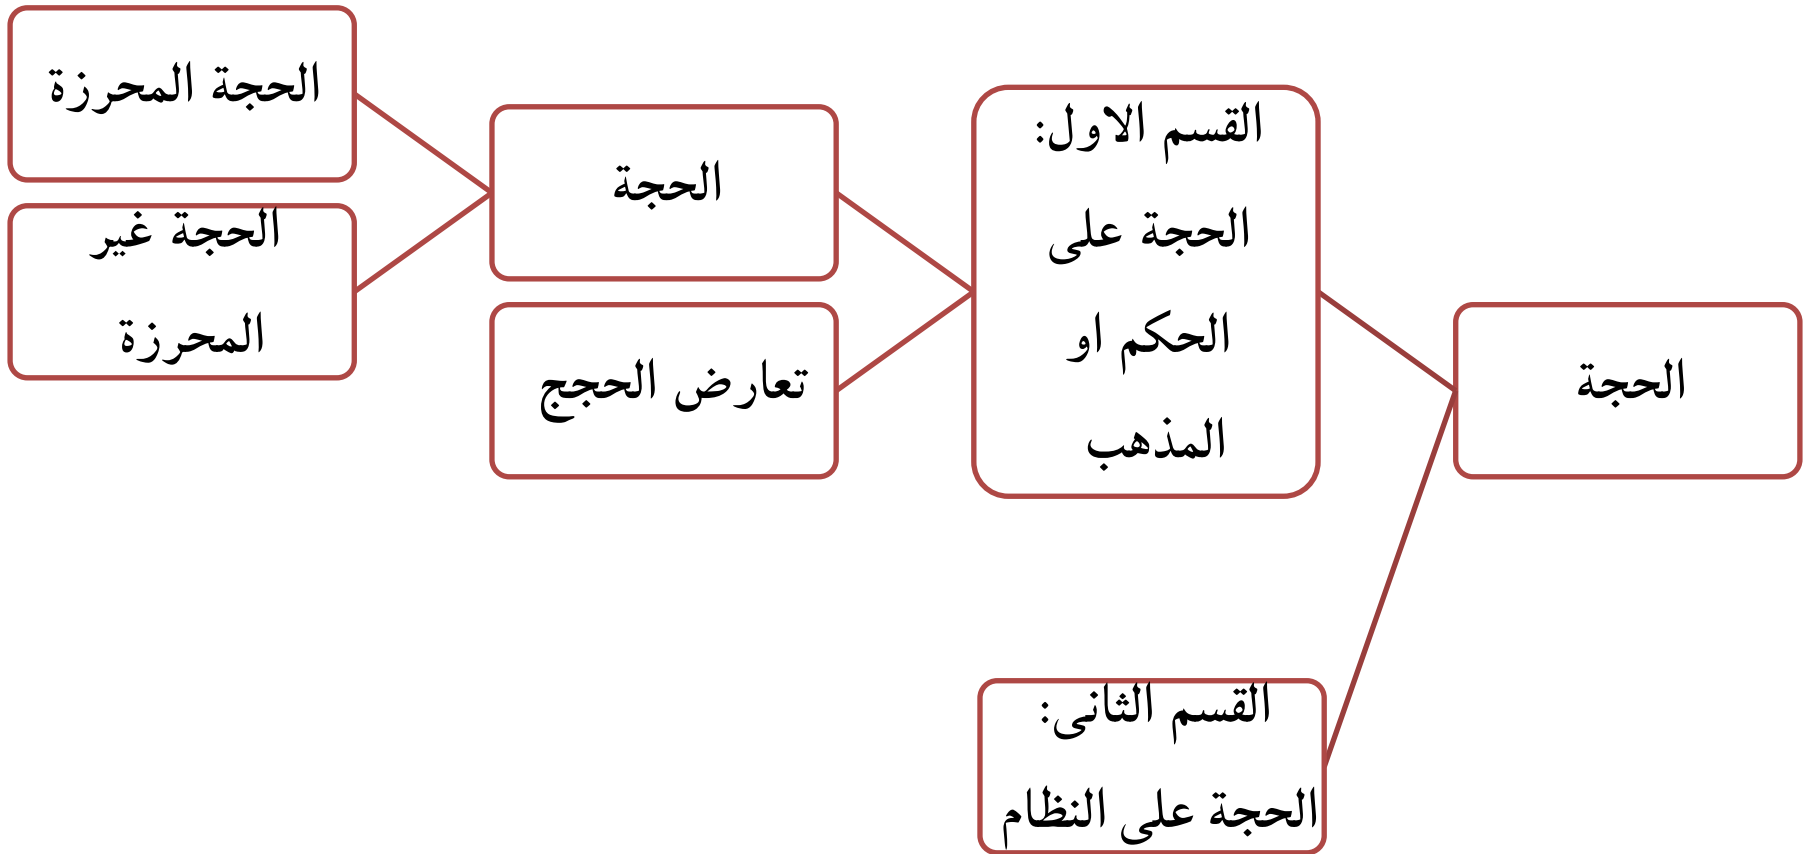 الحجة
القسم الاول:
الحجة على
الحكم او
المذهب
الحجة
الحجة المحرزة
الحجة غير
المحرزة
تعارض الحجج
القسم الثانى:
الحجة على النظام